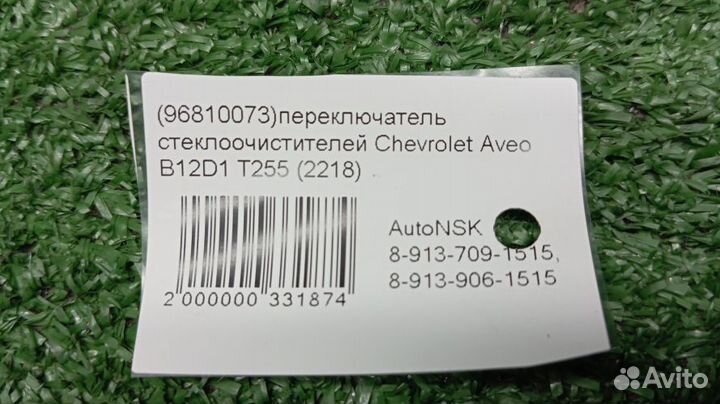 (96810073)переключатель
стеклоочистителей Chevrolet Aveo
B12D1 T255 (2218)
AutoNSK
8-913-709-1515,
8-913-906-1515
2 000000 331874
Avito